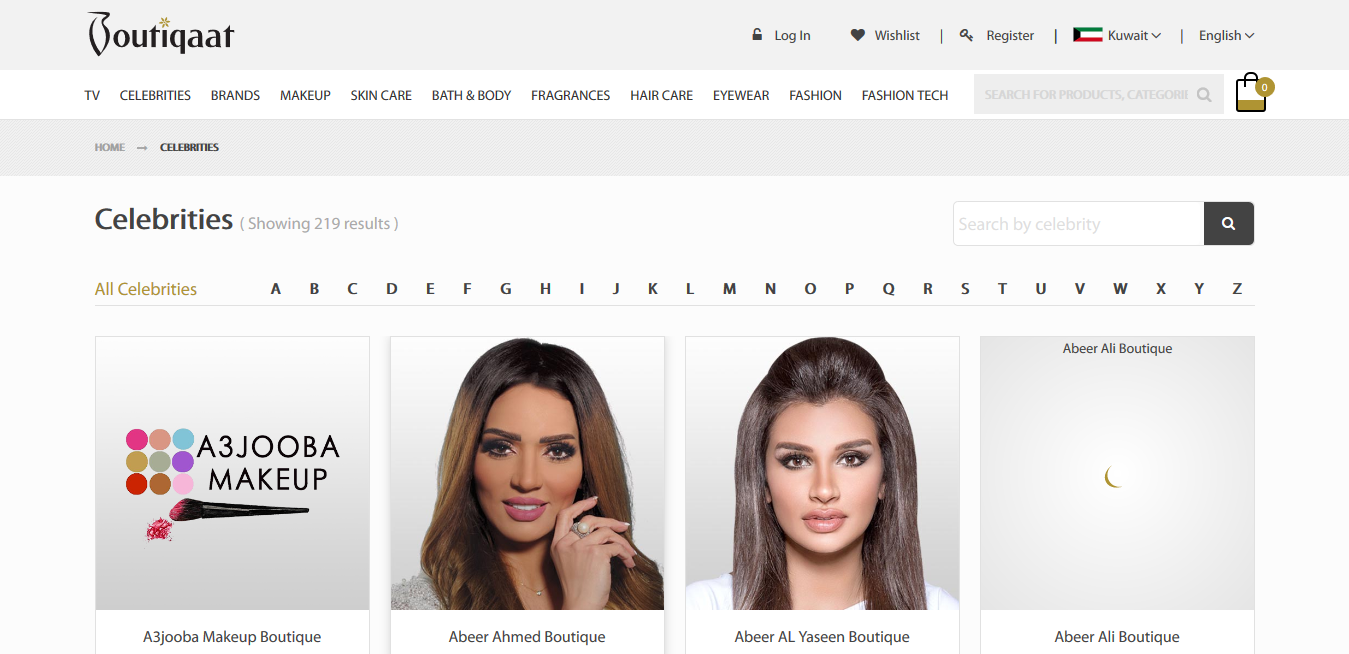 Boutiqaat
Log In Wishlist | Register | Kuwait | English
TV CELEBRITIES BRANDS MAKEUP SKIN CARE BATH & BODY FRAGRANCES HAIR CARE EYEWEAR FASHION FASHION TECH SEARCH FOR PRODUCTS, CATEGORII 0
HOME → CELEBRITIES
Celebrities ( Showing 219 results ) Search by celebrity
All Celebrities A B C D E F G H I J K L M N O P Q R S T U V W X Y Z
Abeer Ali Boutique
A3JOOBA
MAKEUP
A3jooba Makeup Boutique Abeer Ahmed Boutique Abeer AL Yaseen Boutique Abeer Ali Boutique